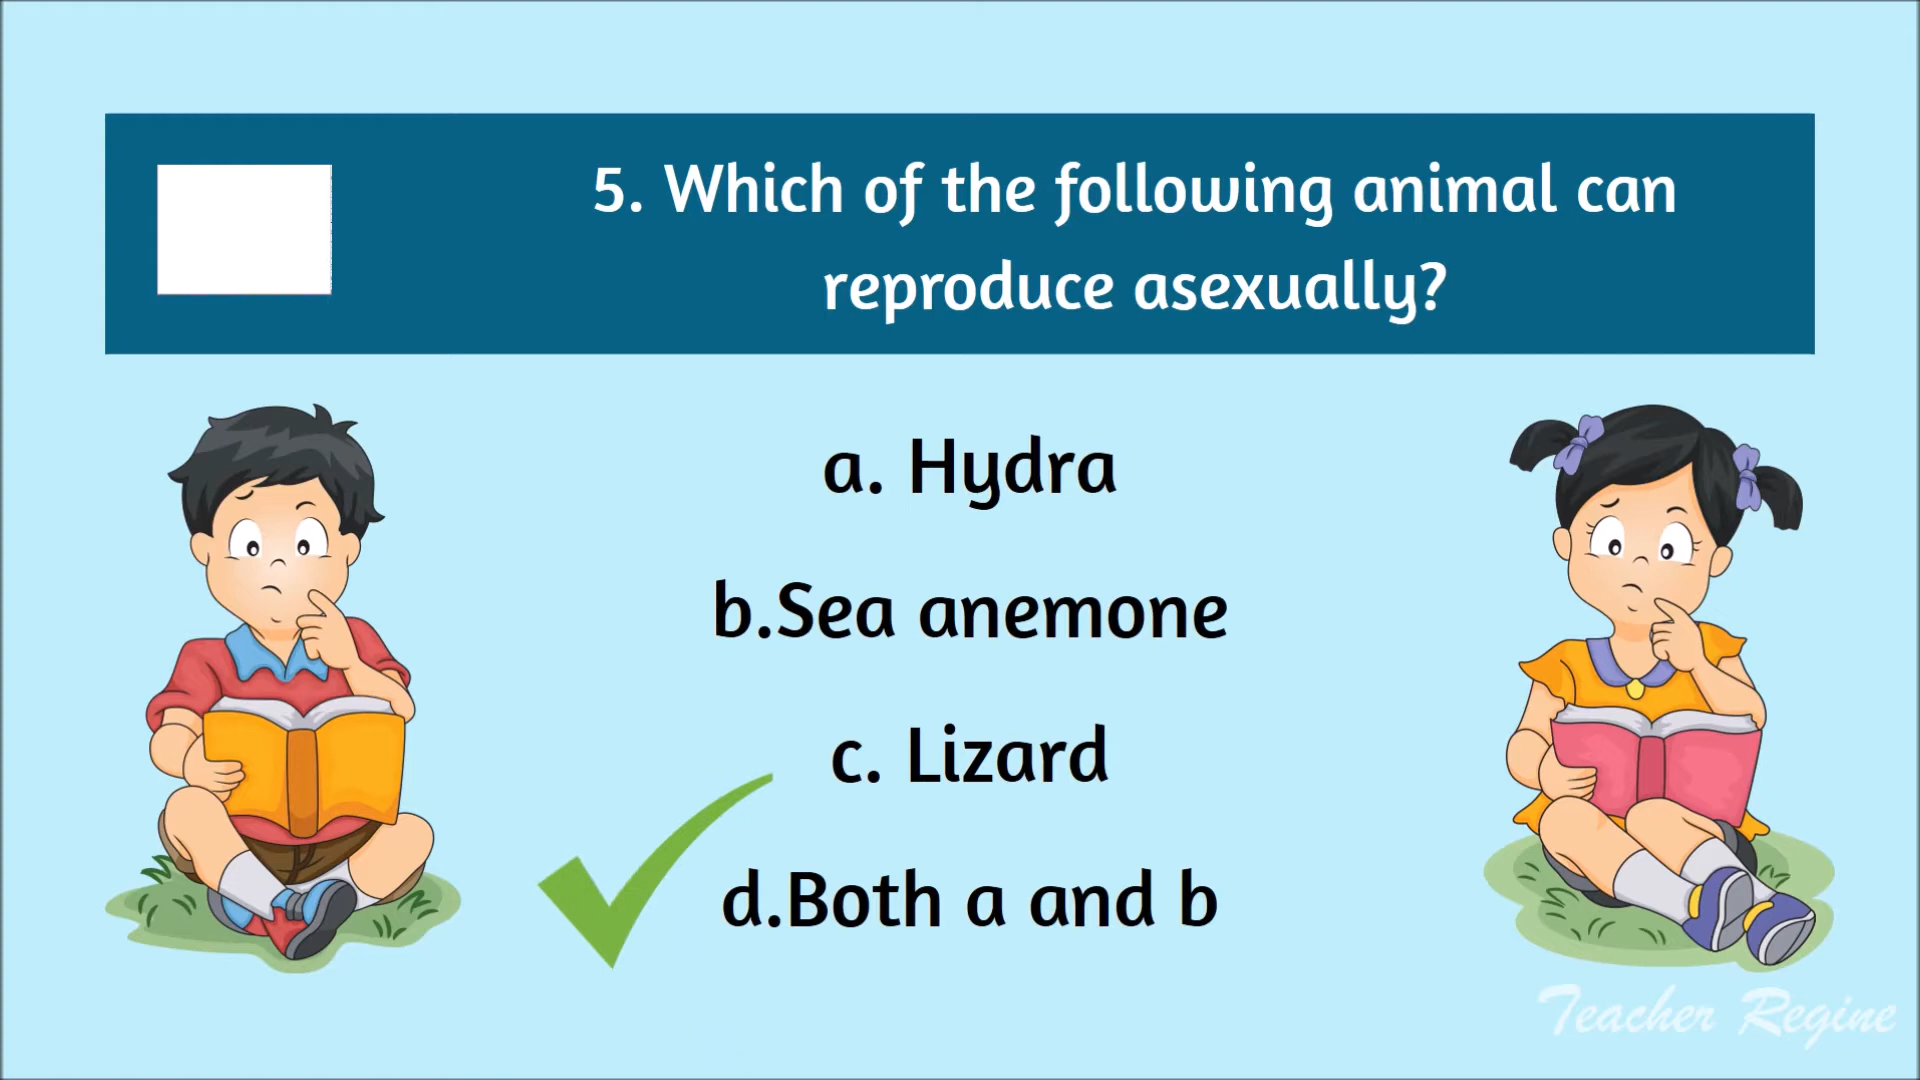 5. Which of the following animal can
reproduce asexually?
a. Hydra
b.Sea anemone
c. Lizard
d.Both a and b
Teacher Regine